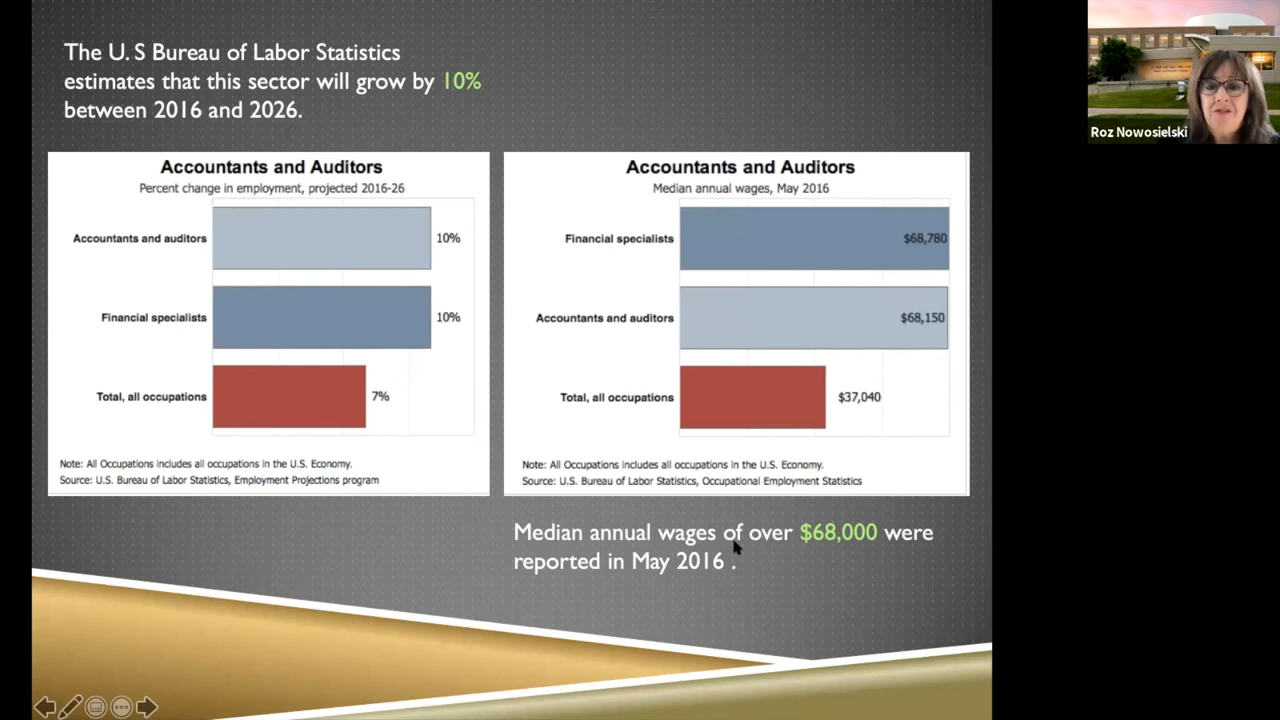 The U. S Bureau of Labor Statistics
estimates that this sector will grow by 10%
between 2016 and 2026.
Accountants and Auditors
Percent change in employment, projected 2016-26
Accountants and auditors 10%
Financial specialists 10%
Total, all occupations 7%
Note: All Occupations includes all occupations in the U.S. Economy.
Source: U.S. Bureau of Labor Statistics, Employment Projections program
Accountants and Auditors
Median annual wages, May 2016
Financial specialists $68,780
Accountants and auditors $68,150
Total, all occupations $37,040
Note: All Occupations includes all occupations in the U.S. Economy.
Source: U.S. Bureau of Labor Statistics, Occupational Employment Statistics
Median annual wages of over $68,000 were
reported in May 2016 .
Roz Nowosielski